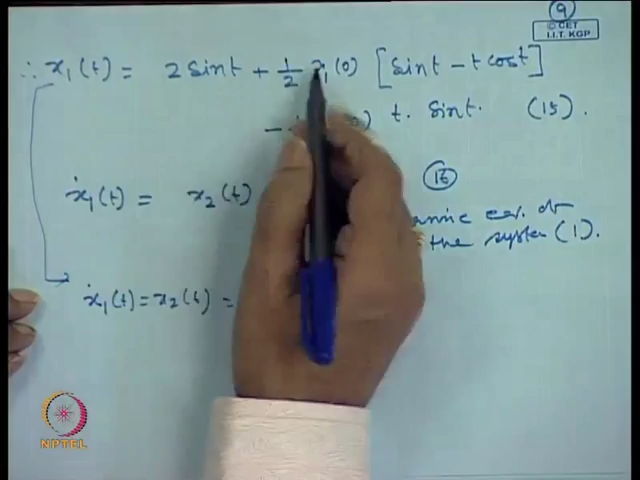 9
© CET
I.I.T. KGP
∴ x₁(t) = 2 sint + 1/2 λ₁(0) [sint - t cost]
- t. sint. (15).
ẋ₁(t) = x₂(t) (16)
the system (1).
ẋ₁(t) = x₂(t) =
NPTEL